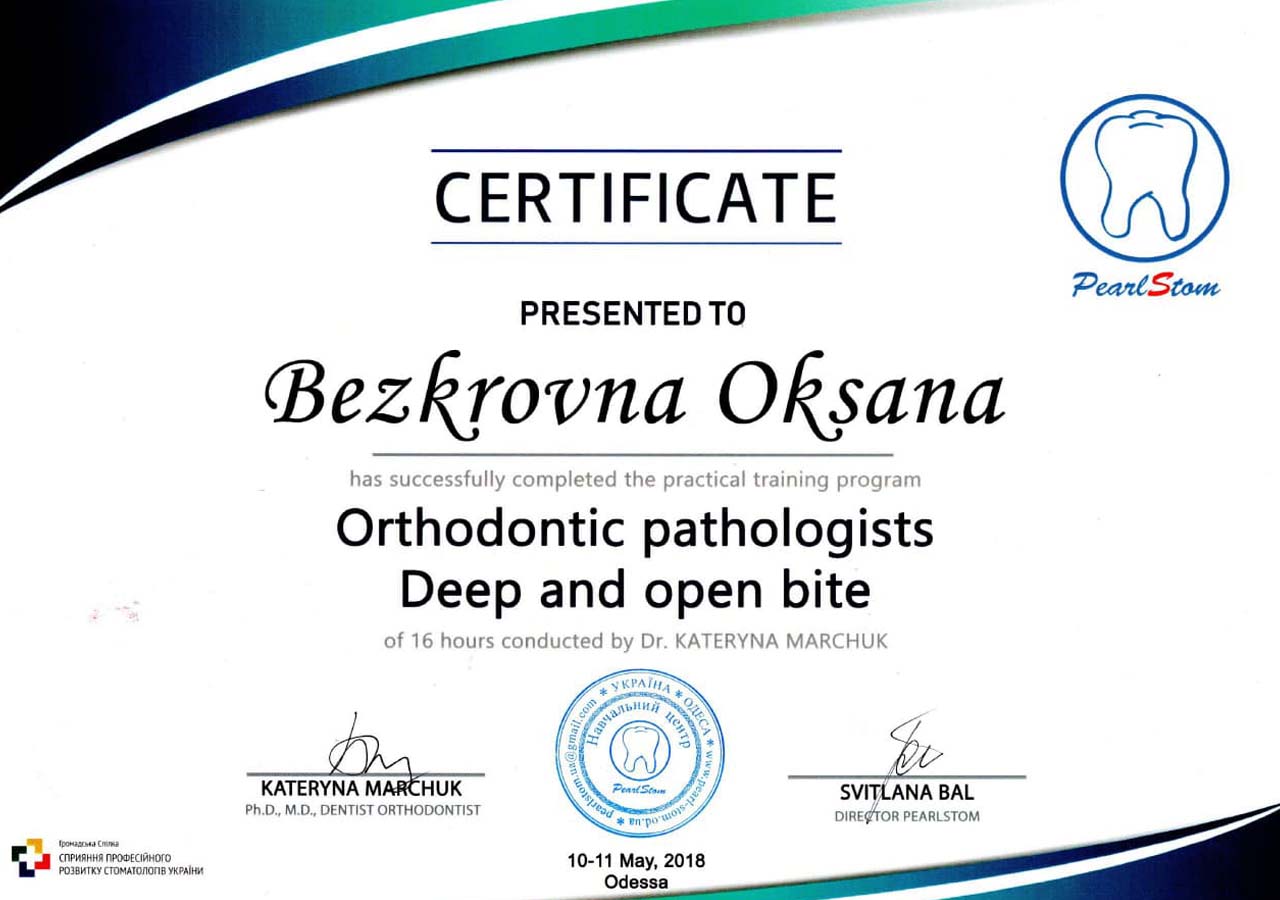 CERTIFICATE
PearlStom
PRESENTED TO
Bezkrovna Oksana
has successfully completed the practical training program
Orthodontic pathologists
Deep and open bite
of 16 hours conducted by Dr. KATERYNA MARCHUK
* УКРАЇНА * ОДЕСА * www.pearl-stom.od.ua * pearlstom.ua@gmail.com
Навчальний центр
PearlStom
KATERYNA MARCHUK
Ph.D., M.D., DENTIST ORTHODONTIST
SVITLANA BAL
DIRECTOR PEARLSTOM
Громадська Спілка
СПРИЯННЯ ПРОФЕСІЙНОГО
РОЗВИТКУ СТОМАТОЛОГІВ УКРАЇНИ
10-11 May, 2018
Odessa